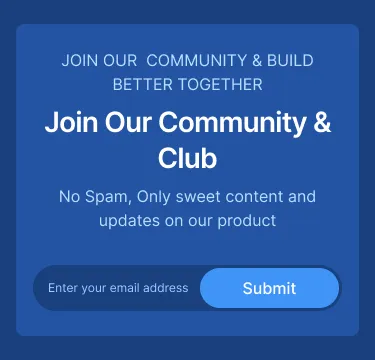 JOIN OUR  COMMUNITY & BUILD
BETTER TOGETHER
Join Our Community &
Club
No Spam, Only sweet content and
updates on our product
Enter your email address Submit